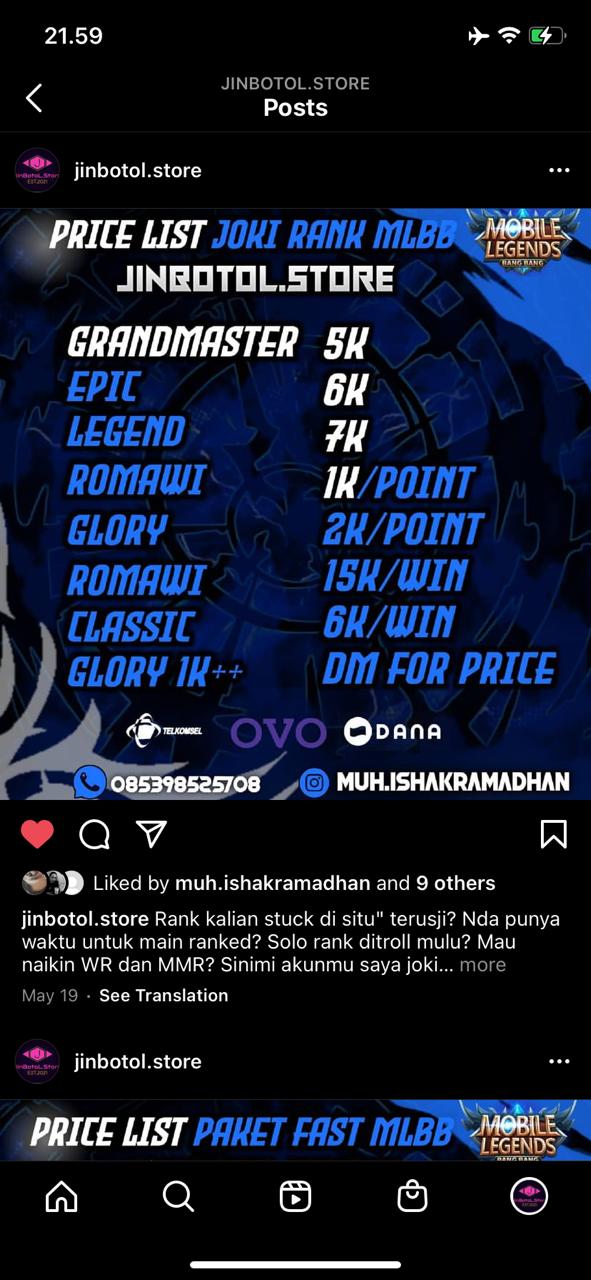 21.59
JINBOTOL.STORE
Posts
jinbotol.store
PRICE LIST JOKI RANK MLBB
MOBILE
LEGENDS
BANG BANG
JINBOTOL.STORE
GRANDMASTER 5K
EPIC 6K
LEGEND 7K
ROMAWI 1K/POINT
GLORY 2K/POINT
ROMAWI 15K/WIN
CLASSIC 6K/WIN
GLORY 1K++ DM FOR PRICE
TELKOMSEL OVO DANA
085398525708 MUH.ISHAKRAMADHAN
Liked by muh.ishakramadhan and 9 others
jinbotol.store Rank kalian stuck di situ" terusji? Nda punya
waktu untuk main ranked? Solo rank ditroll mulu? Mau
naikin WR dan MMR? Sinimi akunmu saya joki... more
May 19 · See Translation
jinbotol.store
PRICE LIST PAKET FAST MLBB
MOBILE
LEGENDS
BANG BANG